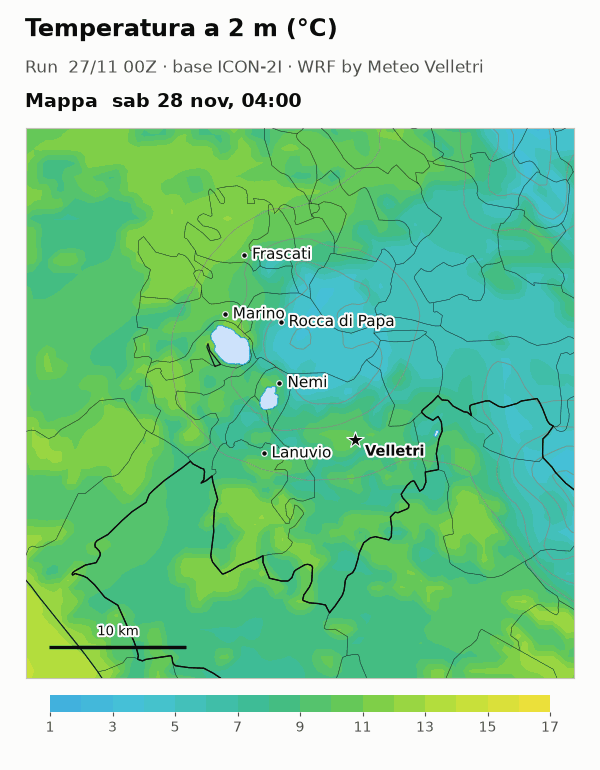 Temperatura a 2 m (°C)
Run  27/11 00Z · base ICON-2I · WRF by Meteo Velletri
Mappa  sab 28 nov, 04:00
Frascati
Marino
Rocca di Papa
Nemi
Velletri
Lanuvio
10 km
1 3 5 7 9 11 13 15 17